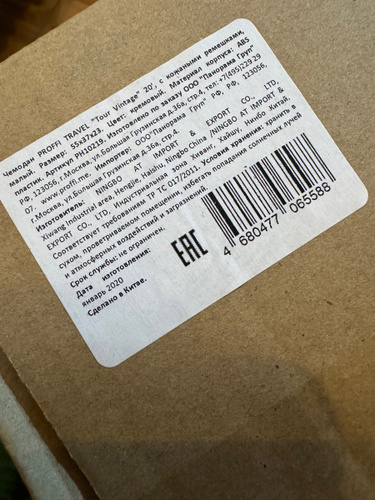 Чемодан PROFFI TRAVEL "Tour Vintage" 20', с кожаными ремешками,
малый. Размер: 55х37х23. Цвет: кремовый. Материал корпуса: ABS
пластик. Артикул PH10219. Изготовлено по заказу ООО "Панорама Груп"
РФ, 123056, г.Москва, ул.Большая Грузинская д.36а, стр.4. тел:+7(495)
07. www.proffi.me. Импортер: ООО"Панорама Груп" РФ, 123056,
г.Москва, ул.Большая Грузинская д.36а, стр.4.
Изготовитель: NINGBO AT IMPORT & EXPORT CO., LTD,
Xiwang Industrial area, Hengjie, Haishu, Ningbo China /NINGBO AT IMPORT &
EXPORT CO., LTD, Индустриальная зона Хиванг, Хайшу, Нинбо Китай.
Соответствует требованиям ТР ТС 017/2011. Условия хранения: хранить в
сухом, проветриваемом помещении, избегать попадания солнечных лучей
и атмосферных воздействий и загрязнений.
Срок службы: не ограничен.
Дата изготовления:
январь 2020
Сделано в Китае.
EAC
4 680477 065588